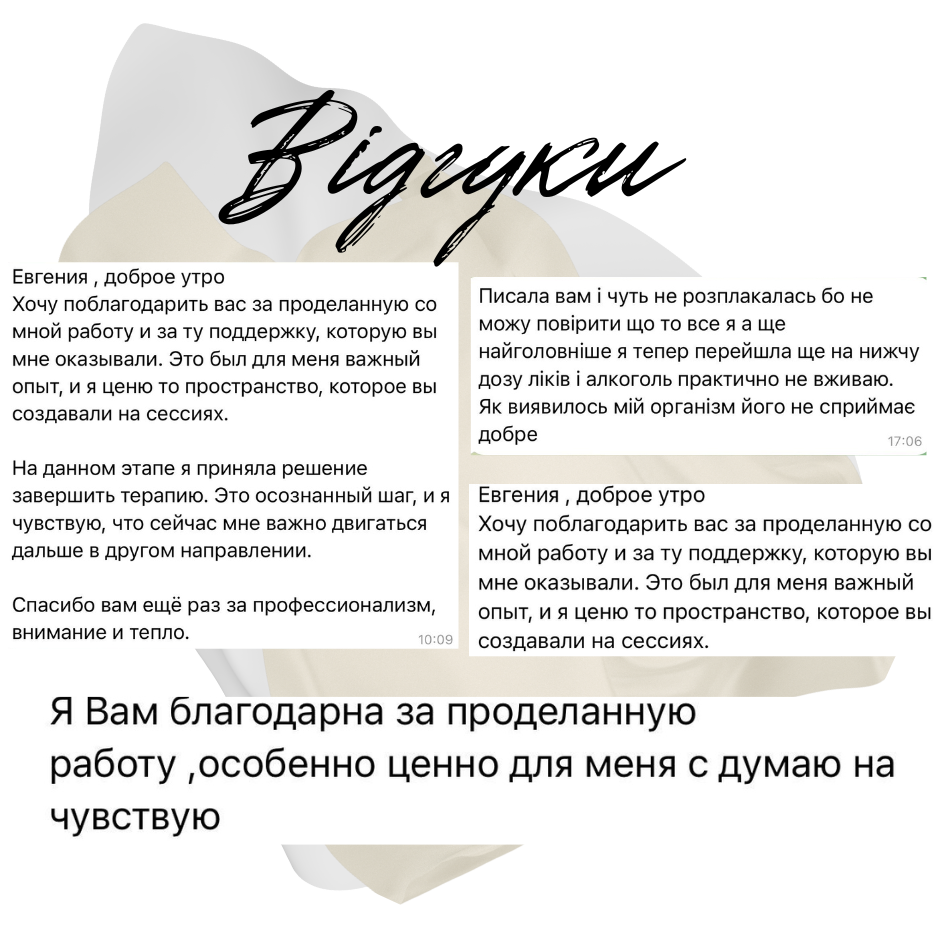 Відгуки
Евгения , доброе утро
Хочу поблагодарить вас за проделанную со
мной работу и за ту поддержку, которую вы
мне оказывали. Это был для меня важный
опыт, и я ценю то пространство, которое вы
создавали на сессиях.
На данном этапе я приняла решение
завершить терапию. Это осознанный шаг, и я
чувствую, что сейчас мне важно двигаться
дальше в другом направлении.
Спасибо вам ещё раз за профессионализм,
внимание и тепло.
10:09
Писала вам і чуть не розплакалась бо не
можу повірити що то все я а ще
найголовніше я тепер перейшла ще на нижчу
дозу ліків і алкоголь практично не вживаю.
Як виявилось мій організм його не сприймає
добре
17:06
Евгения , доброе утро
Хочу поблагодарить вас за проделанную со
мной работу и за ту поддержку, которую вы
мне оказывали. Это был для меня важный
опыт, и я ценю то пространство, которое вы
создавали на сессиях.
Я Вам благодарна за проделанную
работу ,особенно ценно для меня с думаю на
чувствую